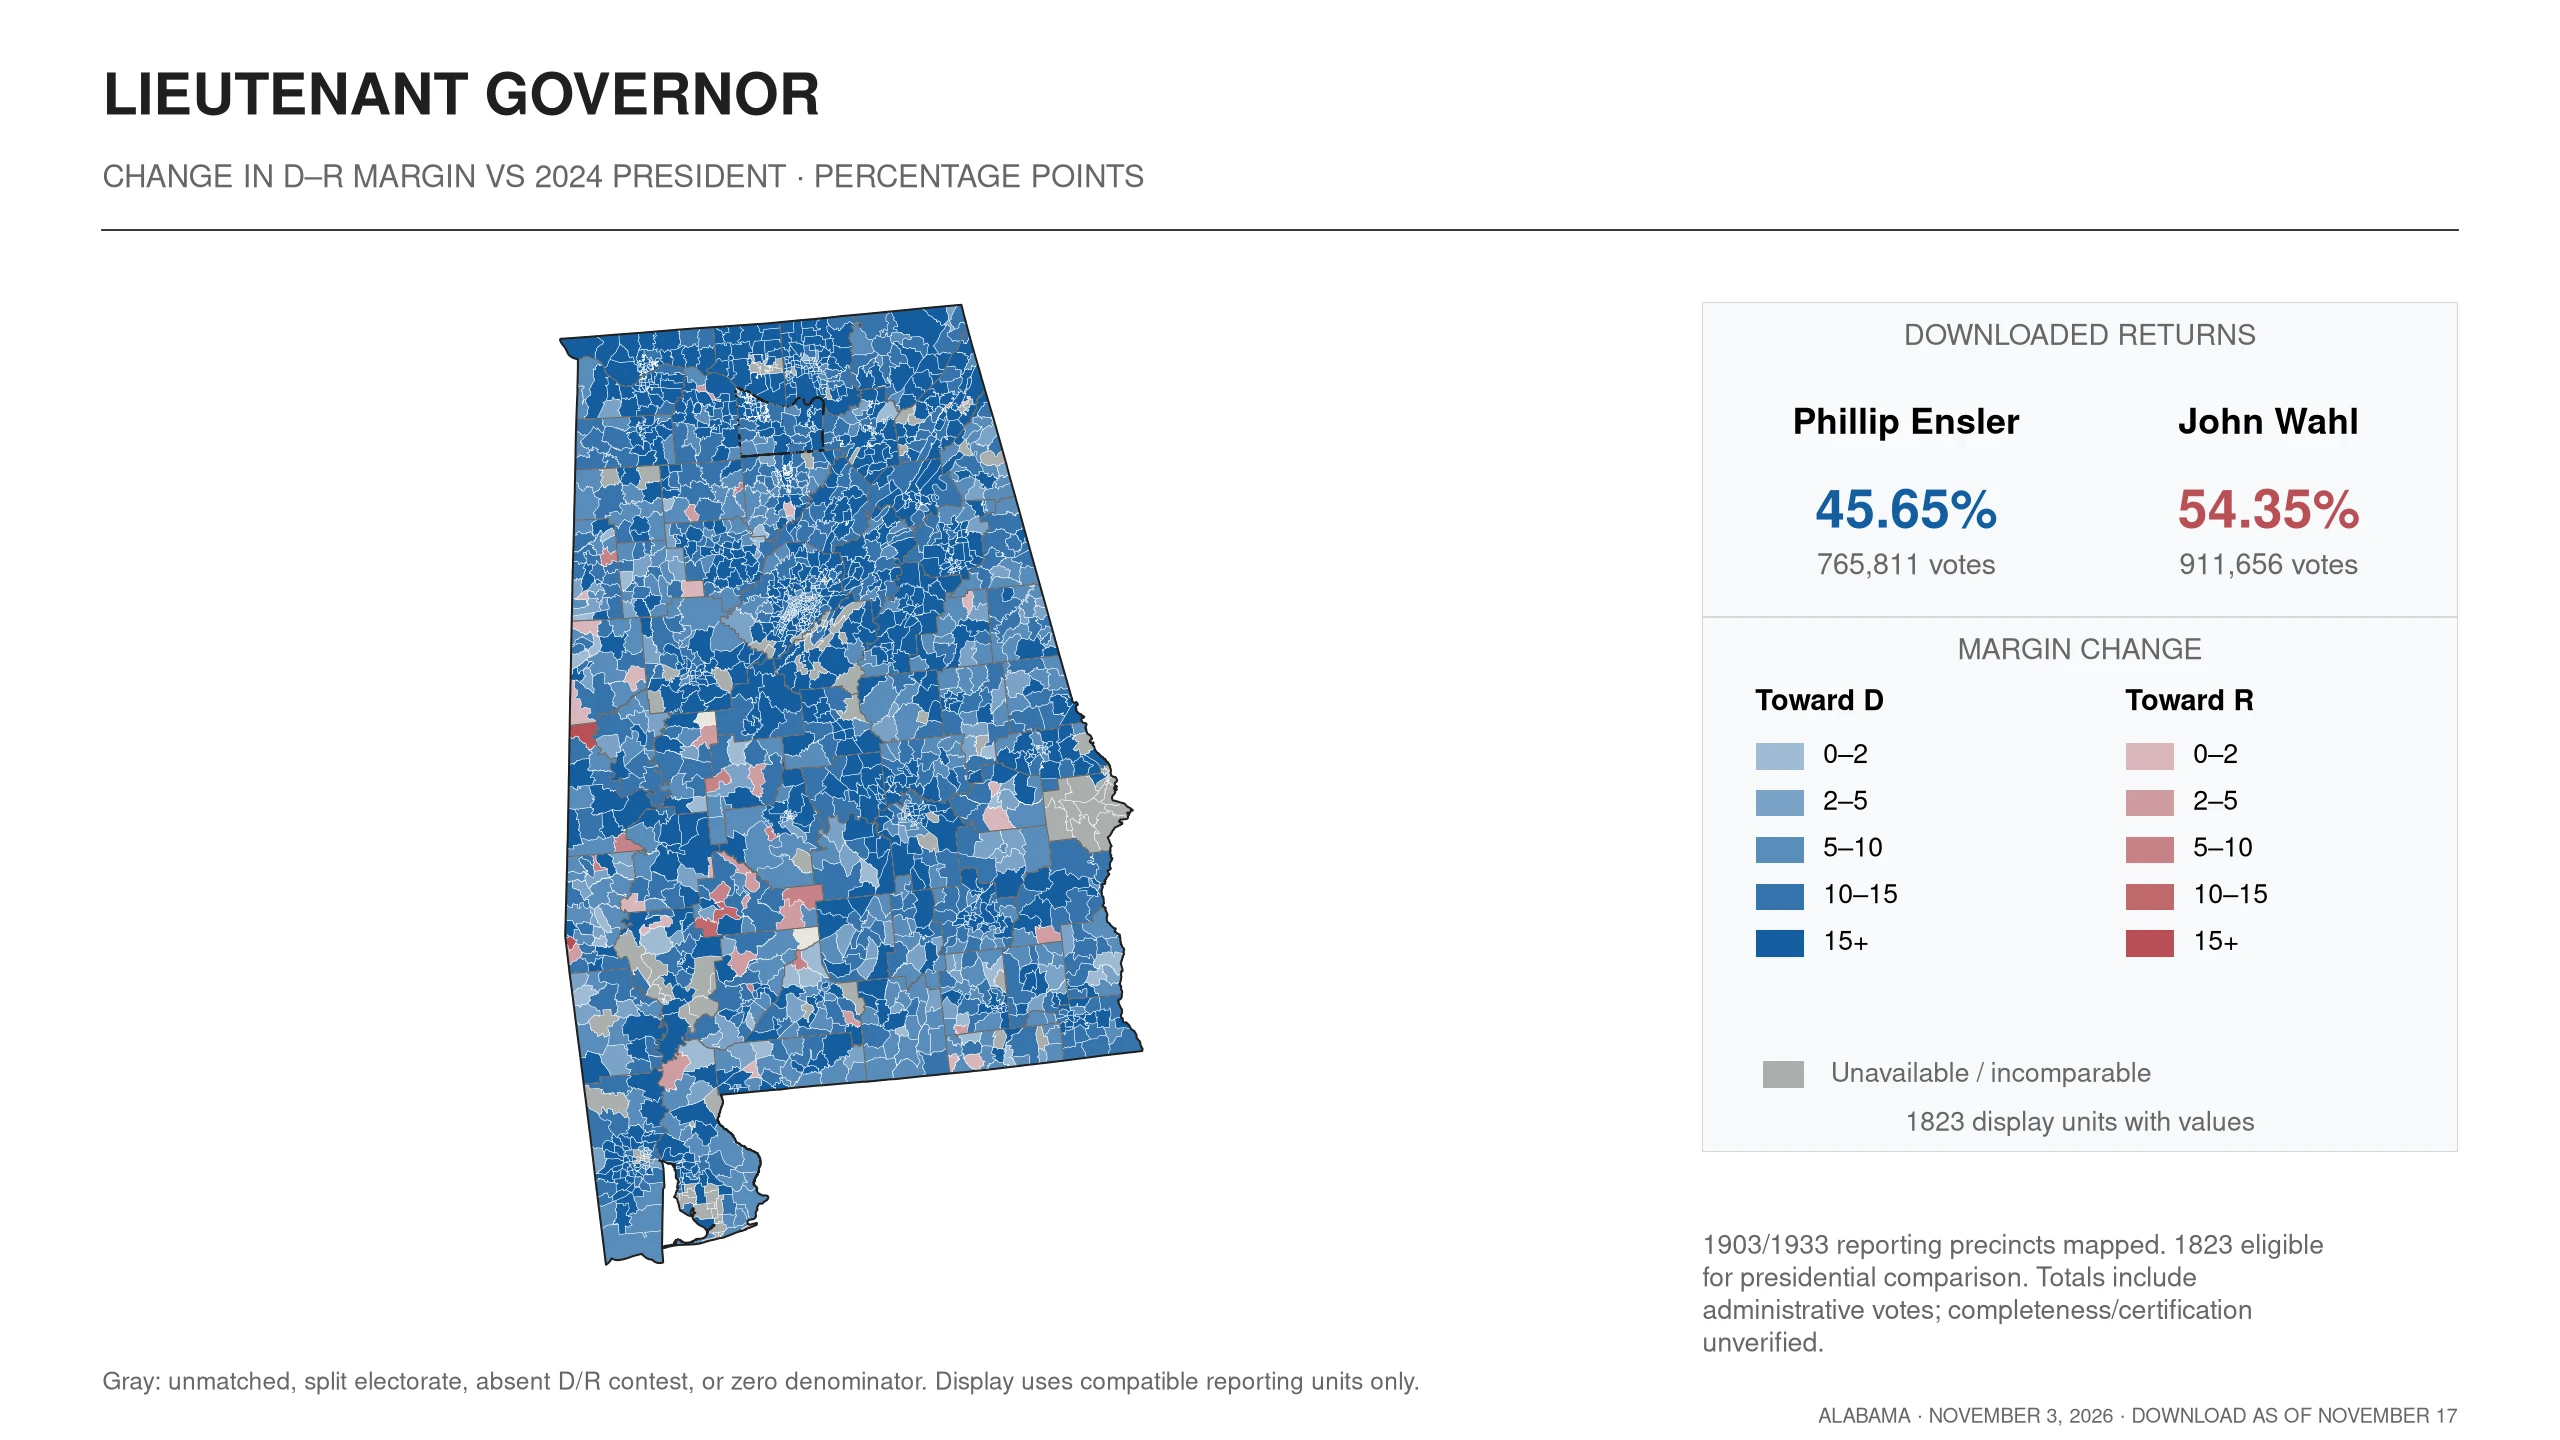 LIEUTENANT GOVERNOR
CHANGE IN D–R MARGIN VS 2024 PRESIDENT · PERCENTAGE POINTS
DOWNLOADED RETURNS
Phillip Ensler
John Wahl
45.65%
54.35%
765,811 votes
911,656 votes
MARGIN CHANGE
Toward D
Toward R
0–2
0–2
2–5
2–5
5–10
5–10
10–15
10–15
15+
15+
Unavailable / incomparable
1823 display units with values
1903/1933 reporting precincts mapped. 1823 eligible
for presidential comparison. Totals include
administrative votes; completeness/certification
unverified.
Gray: unmatched, split electorate, absent D/R contest, or zero denominator. Display uses compatible reporting units only.
ALABAMA · NOVEMBER 3, 2026 · DOWNLOAD AS OF NOVEMBER 17